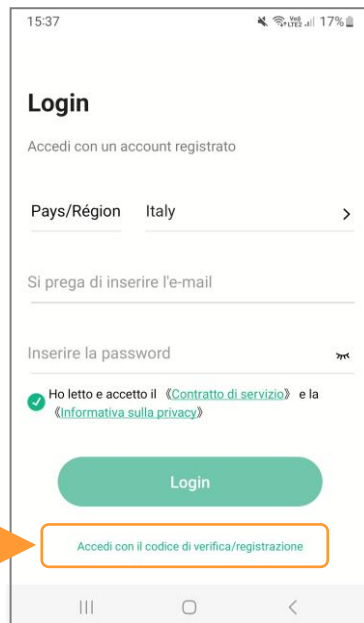 15:37 Vo) LTE2 17%
Login
Accedi con un account registrato
Pays/Région Italy
Si prega di inserire l'e-mail
Inserire la password
Ho letto e accetto il 《Contratto di servizio》 e la
《Informativa sulla privacy》
Login
Accedi con il codice di verifica/registrazione